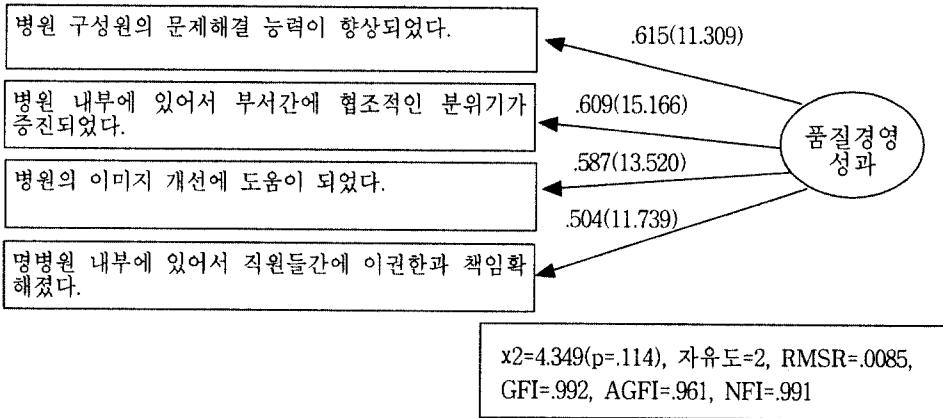 병원 구성원의 문제해결 능력이 향상되었다.
.615(11.309)
병원 내부에 있어서 부서간에 협조적인 분위기가
증진되었다.
.609(15.166)
품질경영
성과
병원의 이미지 개선에 도움이 되었다.
.587(13.520)
.504(11.739)
명병원 내부에 있어서 직원들간에 이권한과 책임확
해졌다.
x2=4.349(p=.114), 자유도=2, RMSR=.0085,
GFI=.992, AGFI=.961, NFI=.991